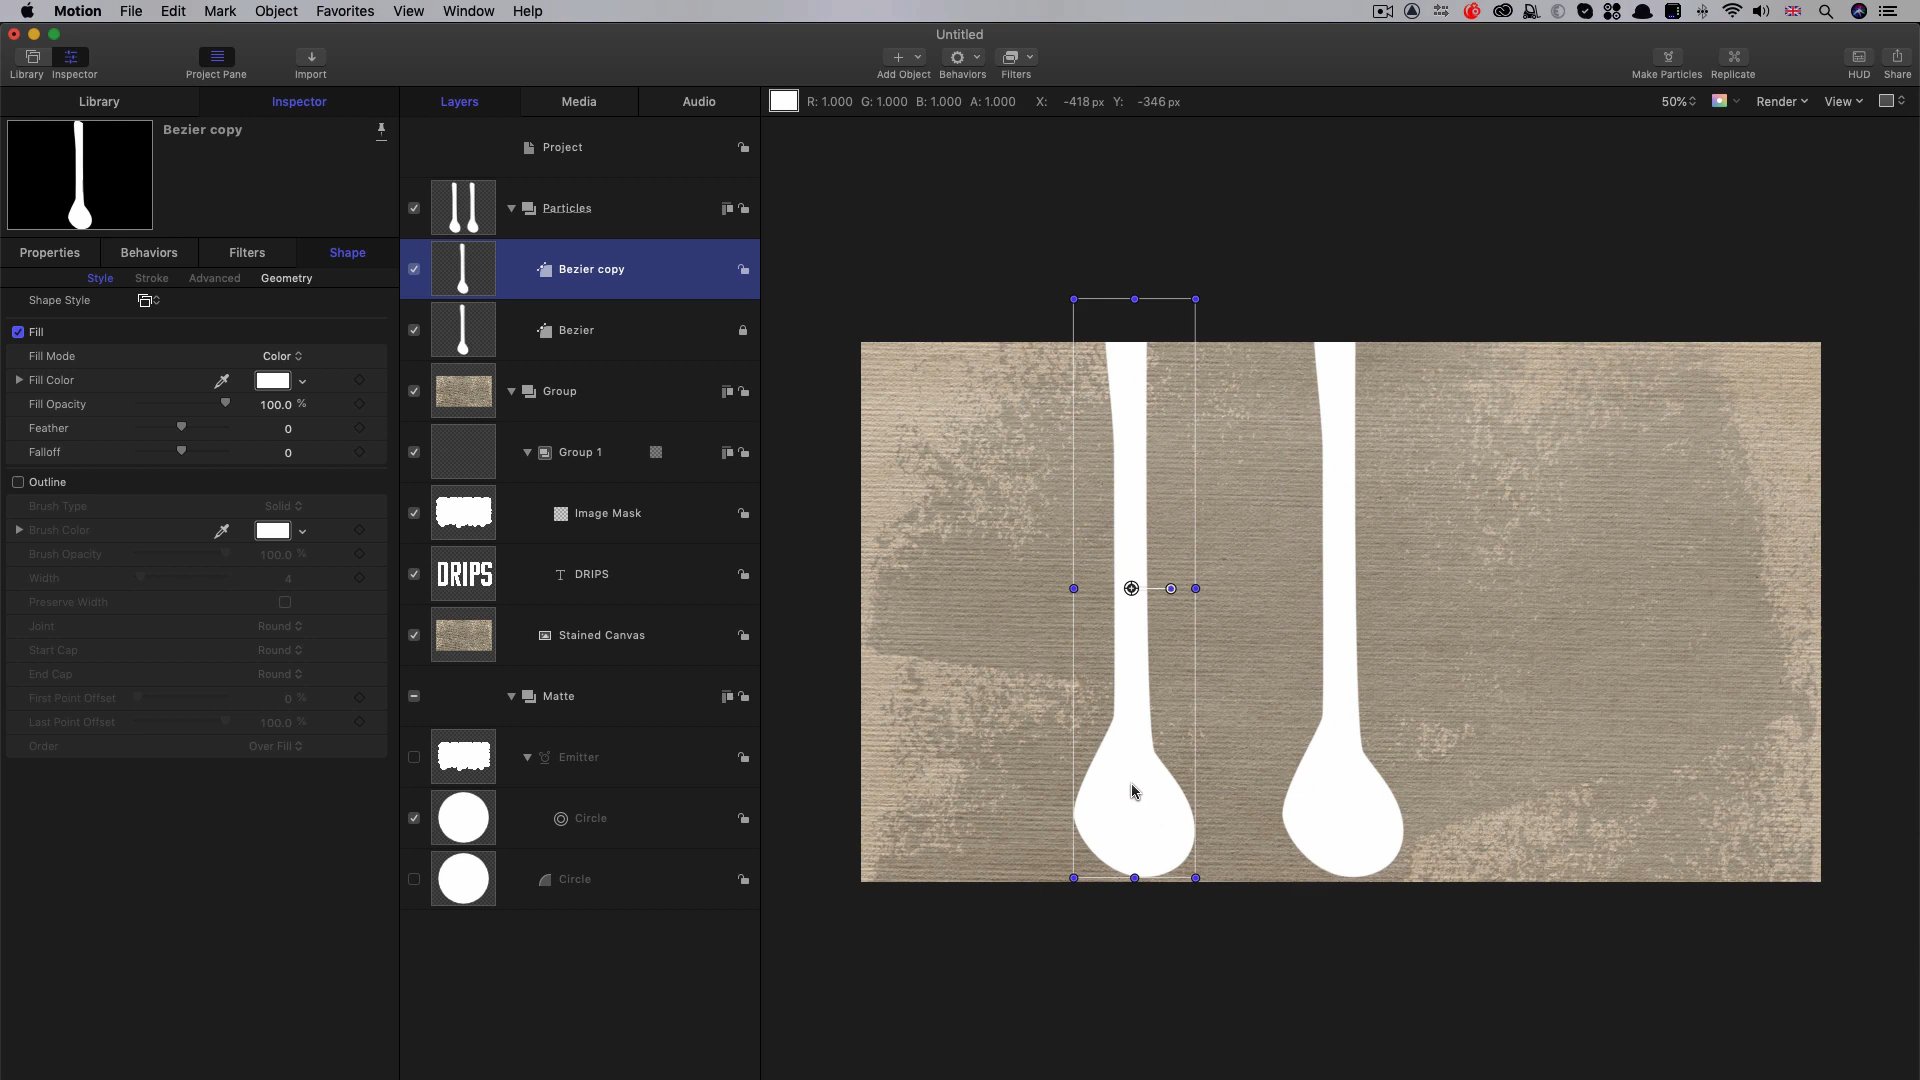 Motion File Edit Mark Object Favorites View Window Help
Untitled
Library Inspector Project Pane Import Add Object Behaviors Filters Make Particles Replicate HUD Share
Library Inspector Layers Media Audio R: 1.000 G: 1.000 B: 1.000 A: 1.000 X: -418 px Y: -346 px 50% Render View
Bezier copy
Project
Particles
Properties Behaviors Filters Shape
Bezier copy
Style Stroke Advanced Geometry
Shape Style
Fill
Bezier
Fill Mode Color
Fill Color
Group
Fill Opacity 100.0 %
Feather 0
Falloff 0
Group 1
Outline
Brush Type Solid
Image Mask
Brush Color
Brush Opacity 100.0 %
Width 4
DRIPS DRIPS
Preserve Width
Joint Round
Stained Canvas
Start Cap Round
End Cap Round
First Point Offset 0 %
Matte
Last Point Offset 100.0 %
Order Over Fill
Emitter
Circle
Circle